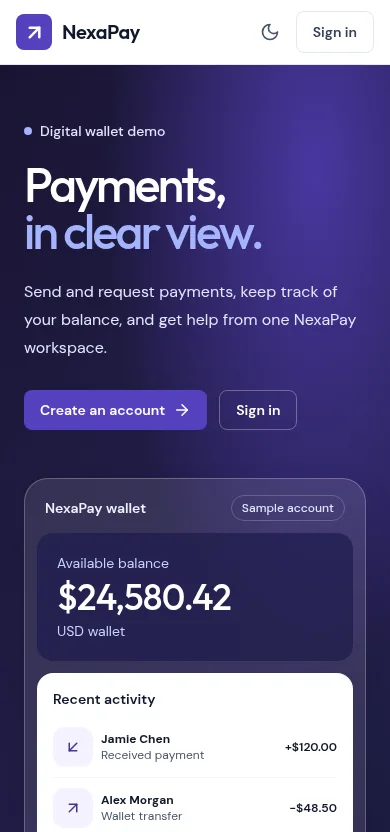 NexaPay
Sign in
Digital wallet demo
Payments,
in clear view.
Send and request payments, keep track of
your balance, and get help from one NexaPay
workspace.
Create an account
Sign in
NexaPay wallet
Sample account
Available balance
$24,580.42
USD wallet
Recent activity
Jamie Chen
Received payment
+$120.00
Alex Morgan
Wallet transfer
-$48.50